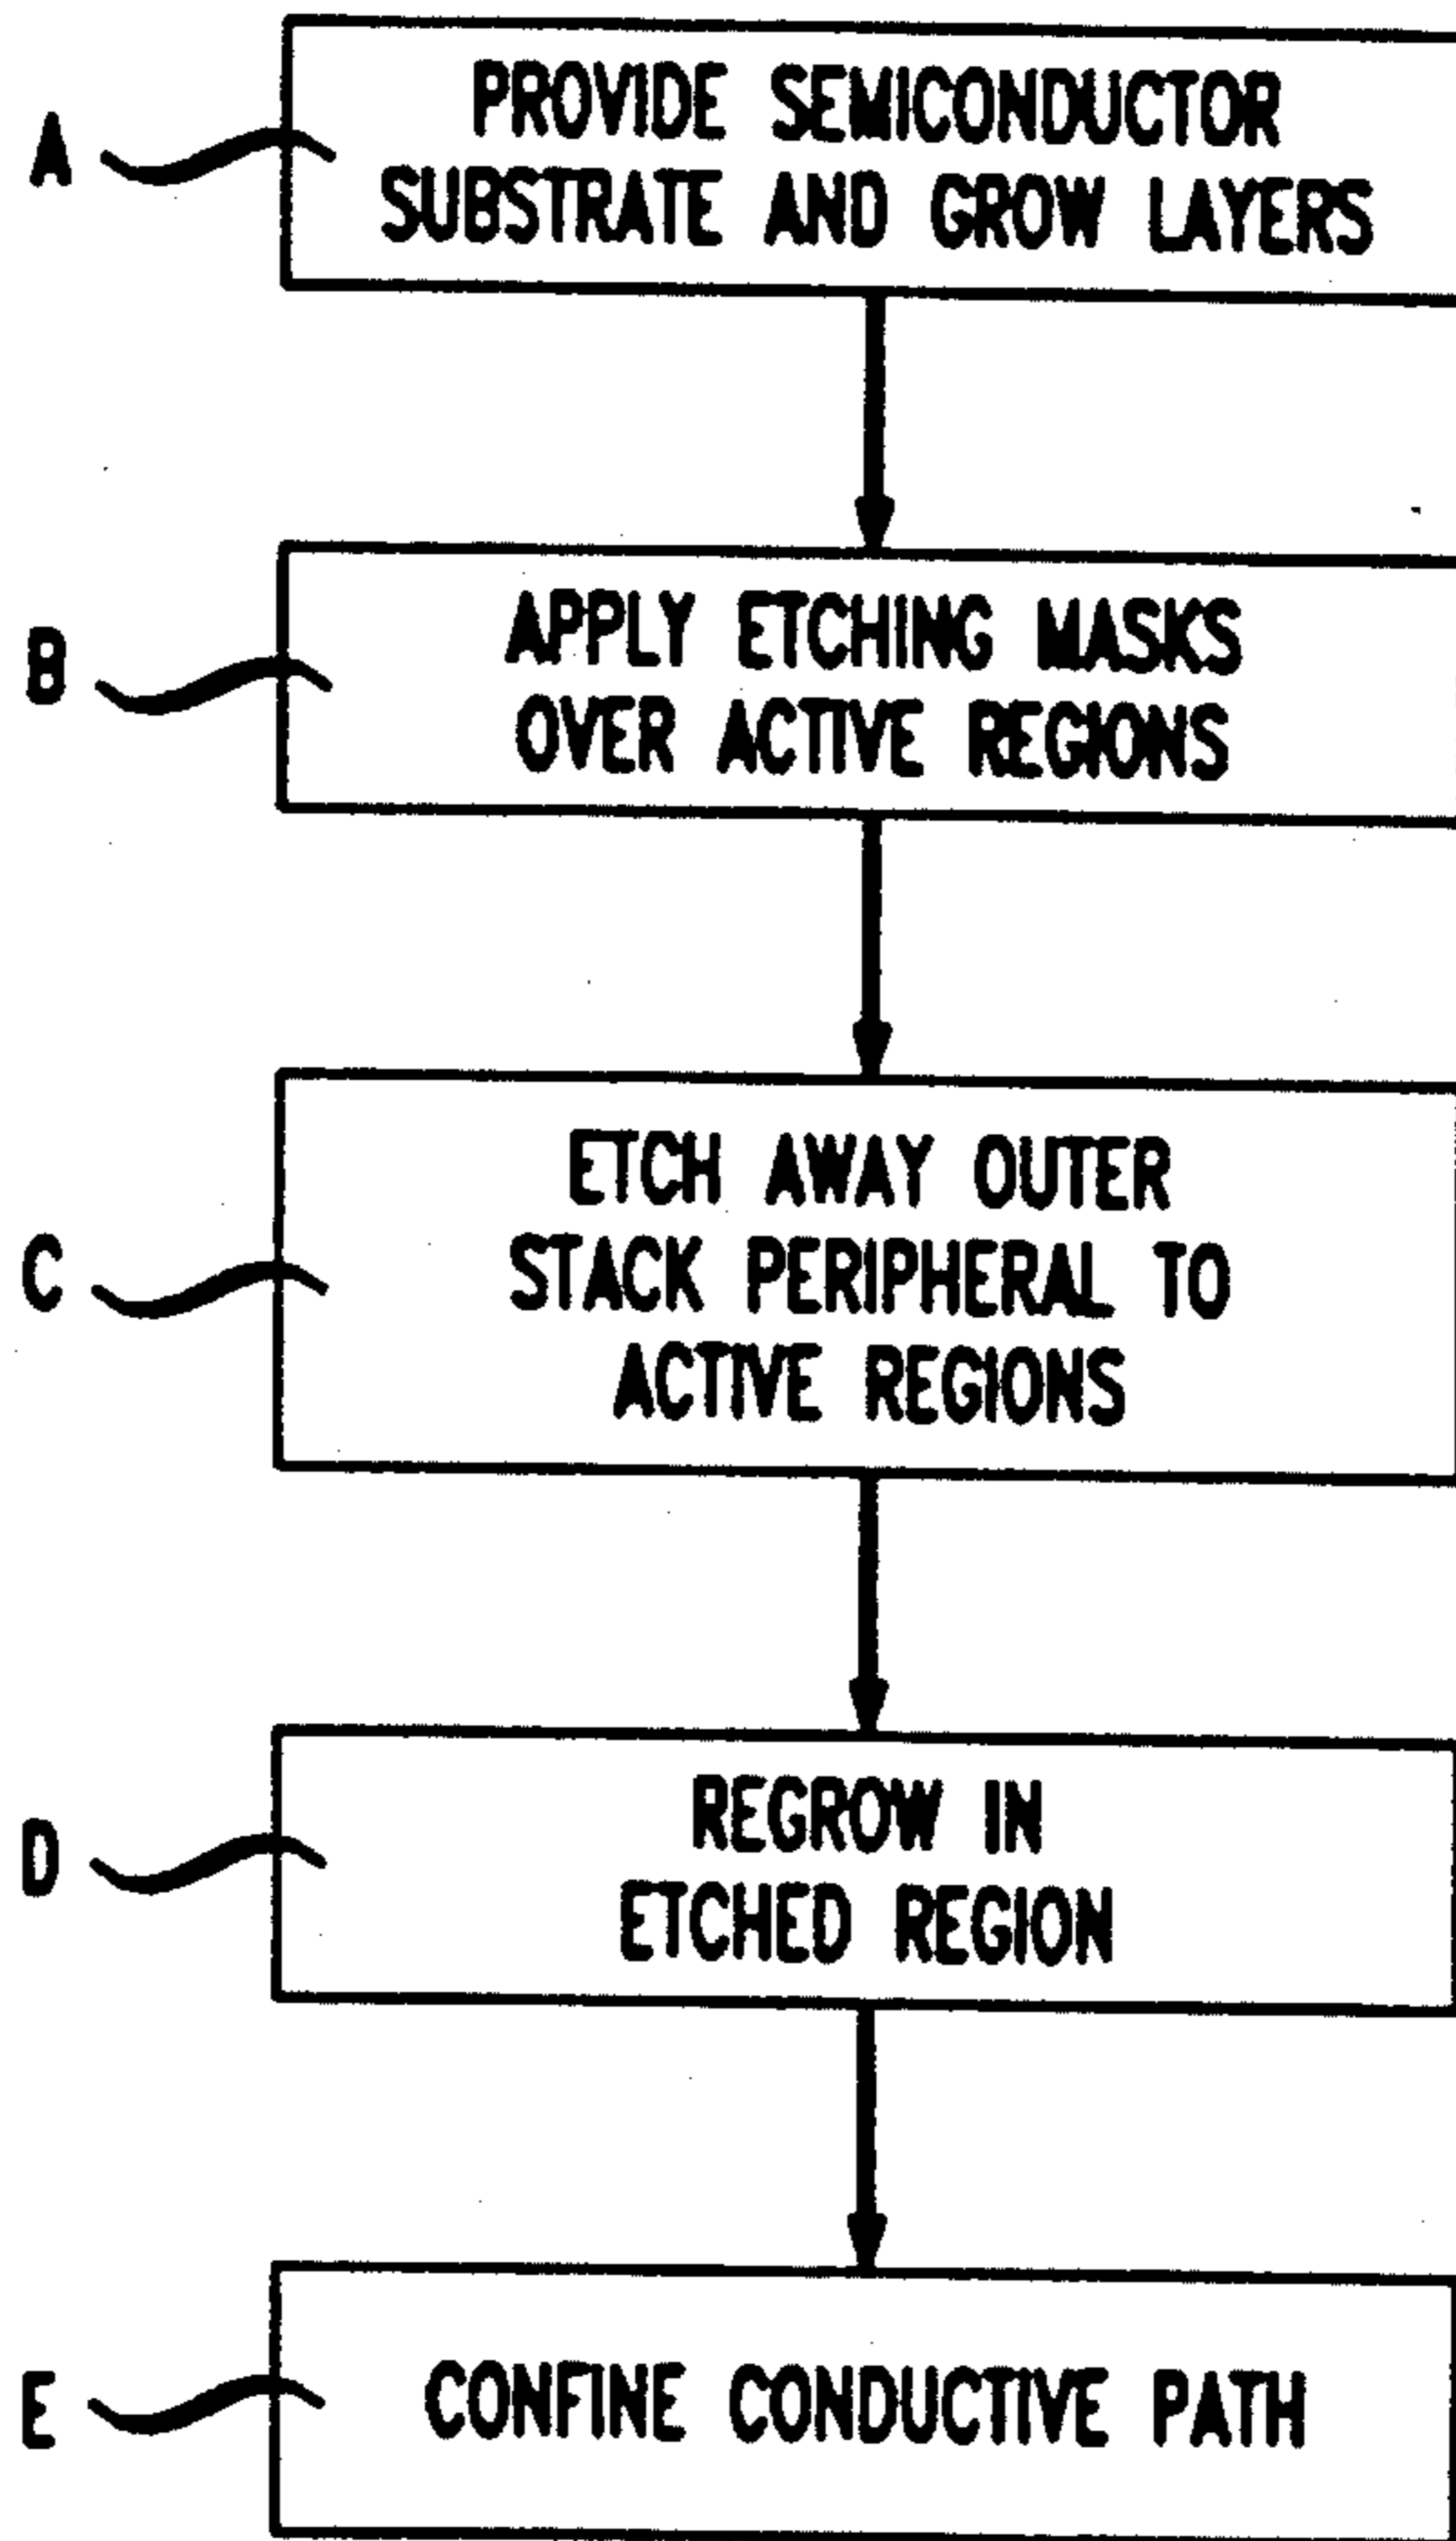 A
PROVIDE SEMICONDUCTOR
SUBSTRATE AND GROW LAYERS
B
APPLY ETCHING MASKS
OVER ACTIVE REGIONS
C
ETCH AWAY OUTER
STACK PERIPHERAL TO
ACTIVE REGIONS
D
REGROW IN
ETCHED REGION
E
CONFINE CONDUCTIVE PATH